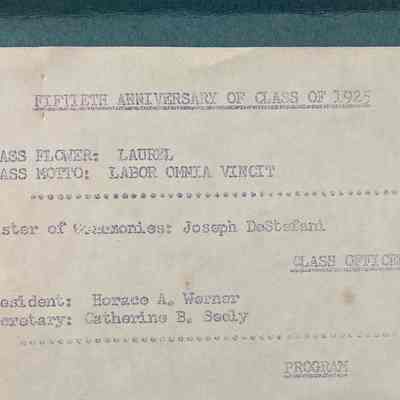 FIFTIETH ANNIVERSARY OF CLASS OF 1925
ASS FLOWER: LAUREL
ASS MOTTO: LABOR OMNIA VINCIT
ster of Ceremonies: Joseph DeStefani
CLASS OFFICE
esident: Horace A. Werner
cretary: Catherine B. Seely
PROGRAM